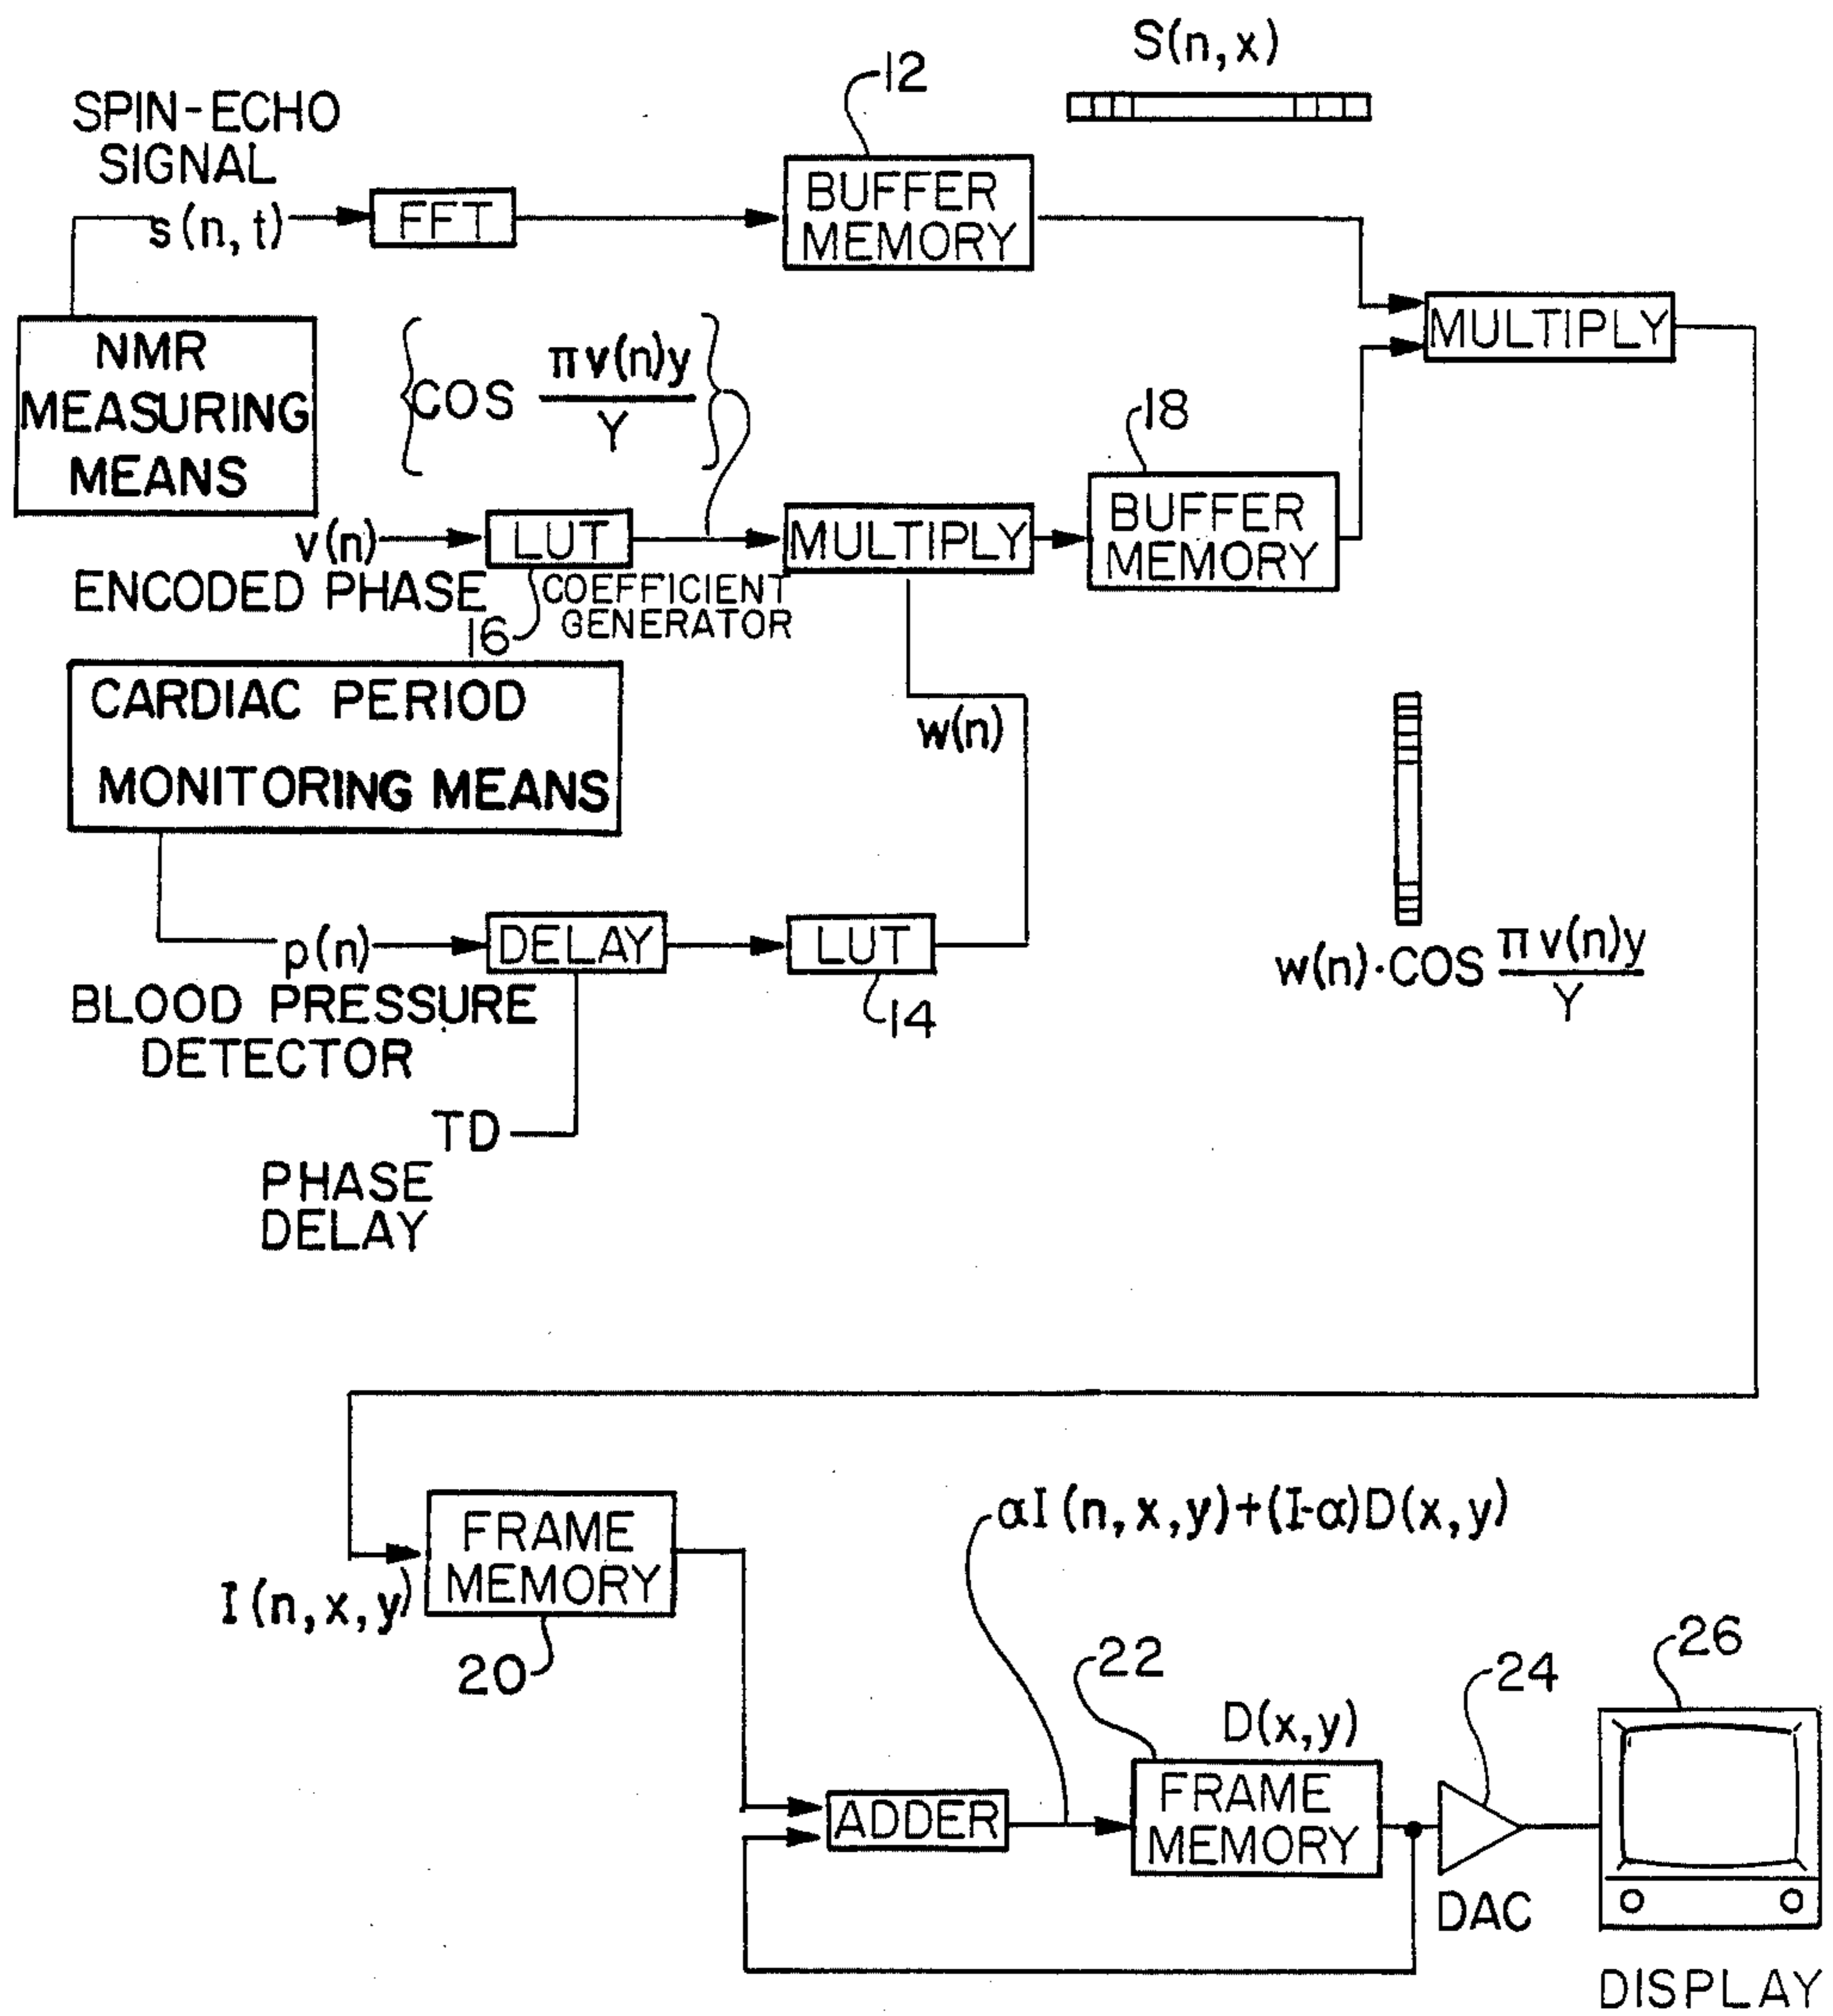 S(n,x)
12
SPIN-ECHO
SIGNAL
s(n,t)
FFT
BUFFER
MEMORY
MULTIPLY
NMR
MEASURING
MEANS
{COS πv(n)y / Y}
18
BUFFER
MEMORY
v(n)
LUT
MULTIPLY
ENCODED PHASE
16
COEFFICIENT
GENERATOR
CARDIAC PERIOD
MONITORING MEANS
w(n)
p(n)
DELAY
LUT
14
BLOOD PRESSURE
DETECTOR
w(n)·COS πv(n)y / Y
TD
PHASE
DELAY
I(n,x,y)
FRAME
MEMORY
20
αI(n,x,y)+(I-α)D(x,y)
22
24
26
D(x,y)
ADDER
FRAME
MEMORY
DAC
DISPLAY